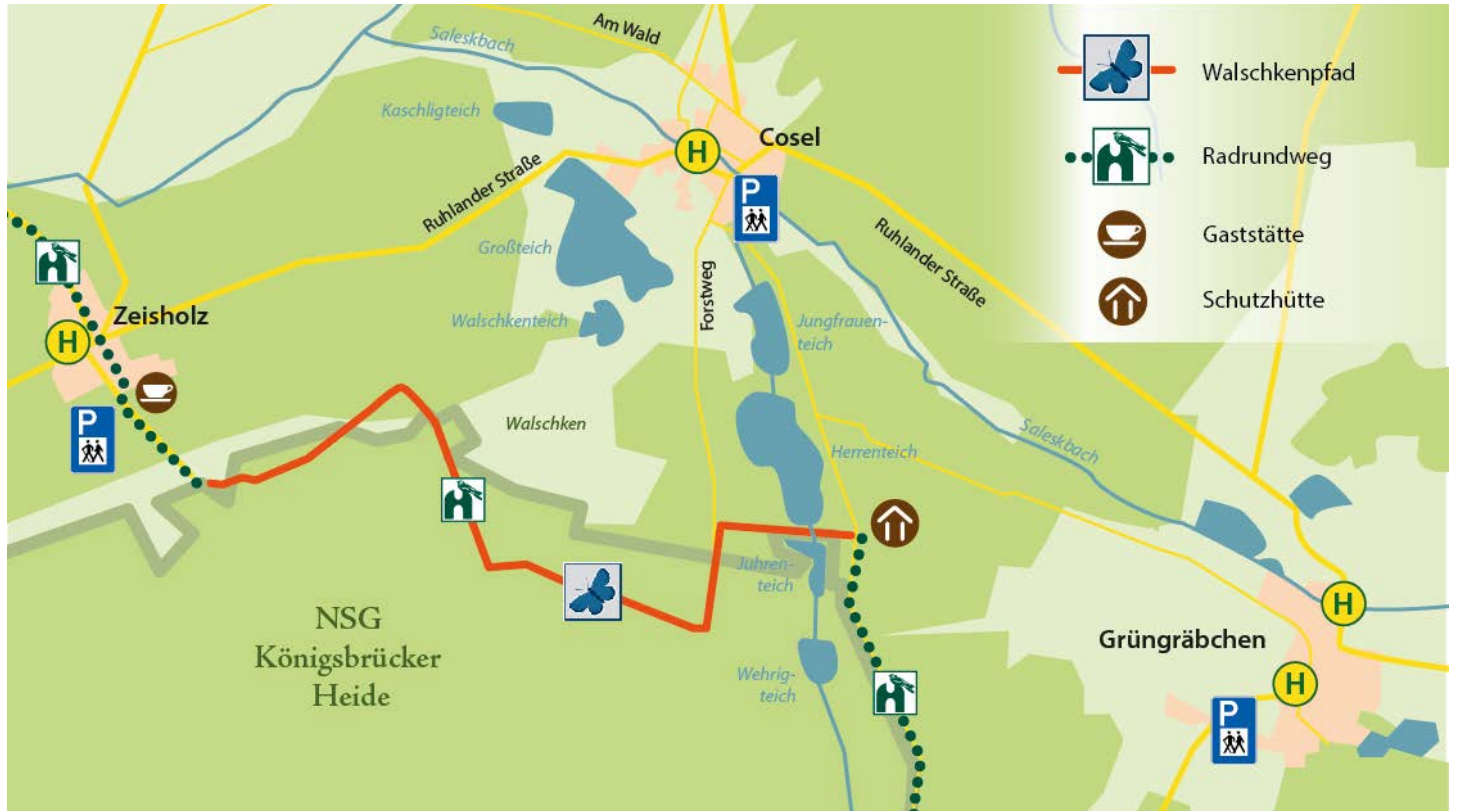 Am Wald
Saleskbach
Kaschligteich
Cosel
H
P
Ruhlander Straße
Ruhlander Straße
Großteich
Walschkenteich
Forstweg
Jungfrauen-
teich
Zeisholz
H
P
Walschken
Herrenteich
Saleskbach
Juhren-
teich
Wehrig-
teich
NSG
Königsbrücker
Heide
Grüngräbchen
H
H
P
Walschkenpfad
Radrundweg
Gaststätte
Schutzhütte